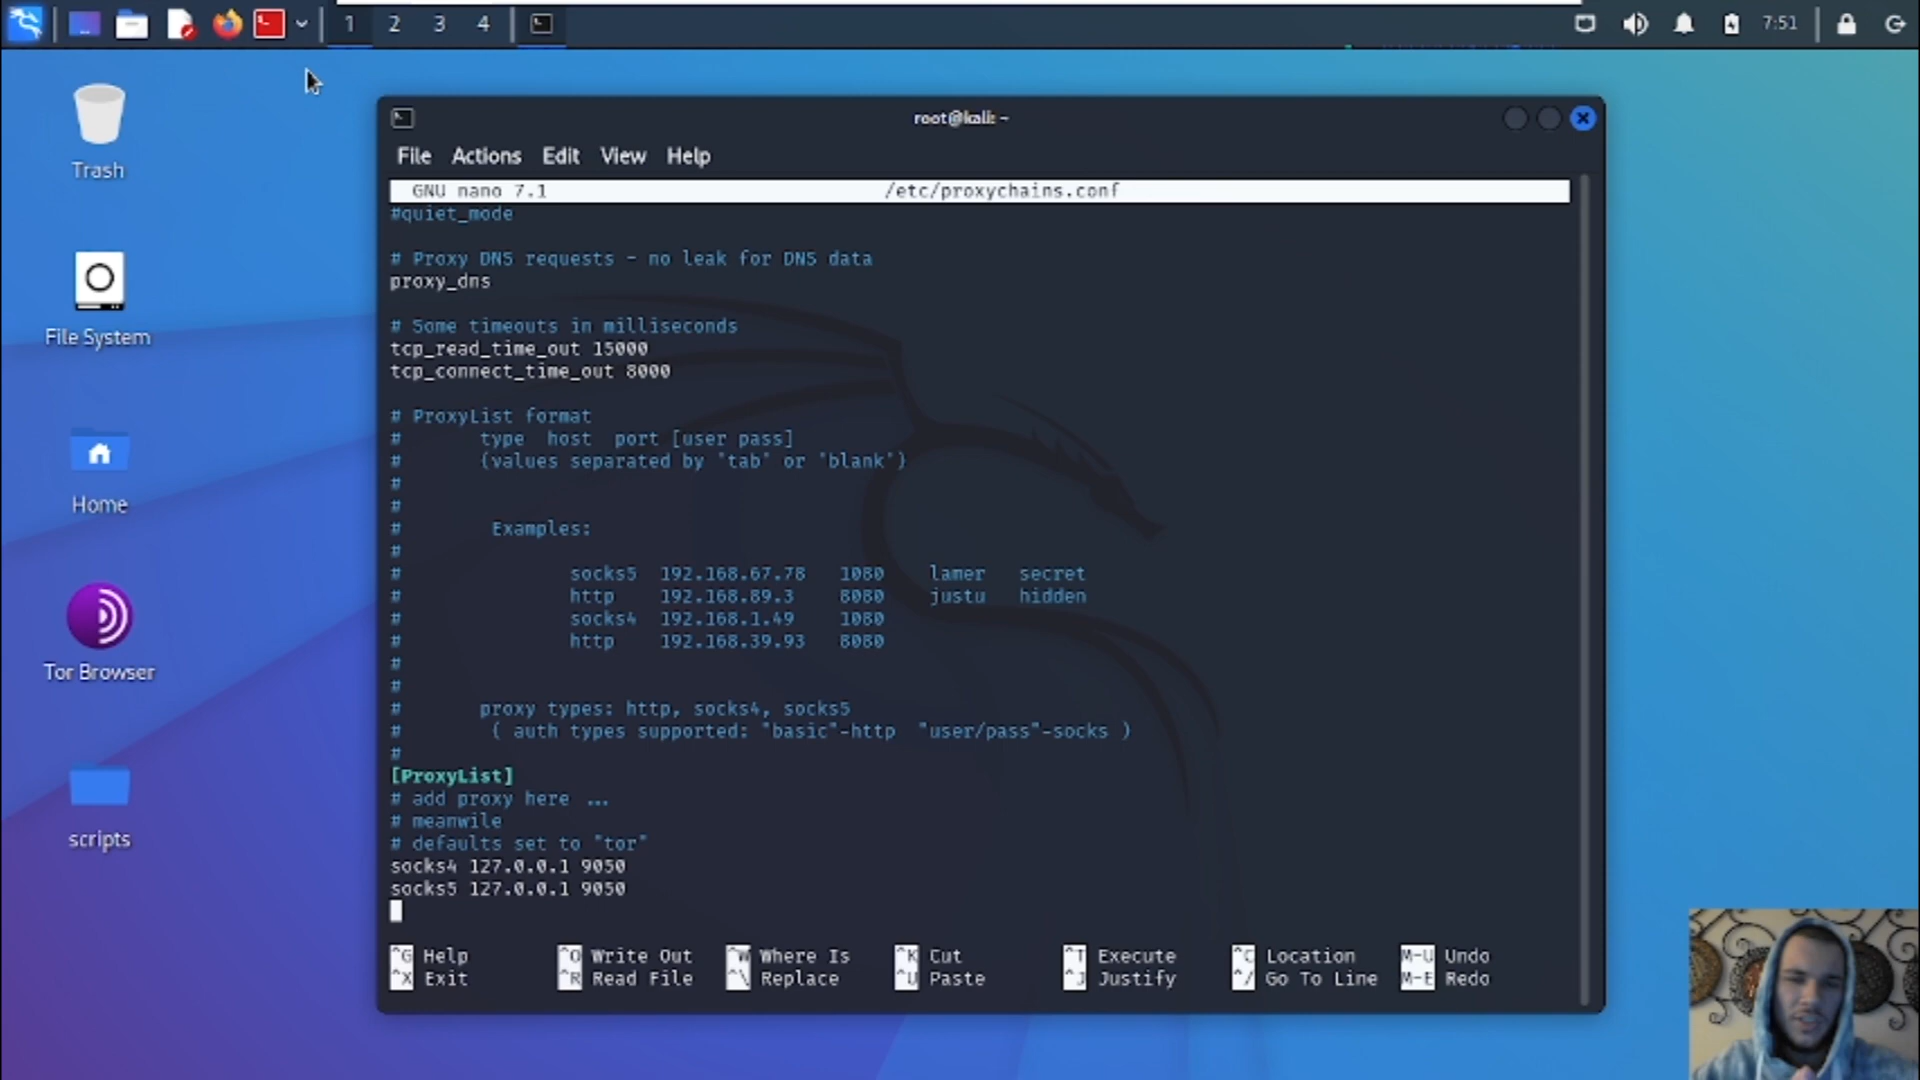 1 2 3 4
7:51
Trash
File System
Home
Tor Browser
scripts
root@kali: ~
File Actions Edit View Help
GNU nano 7.1 /etc/proxychains.conf
#quiet_mode
# Proxy DNS requests - no leak for DNS data
proxy_dns
# Some timeouts in milliseconds
tcp_read_time_out 15000
tcp_connect_time_out 8000
# ProxyList format
# type host port [user pass]
# (values separated by 'tab' or 'blank')
#
#
# Examples:
#
# socks5 192.168.67.78 1080 lamer secret
# http 192.168.89.3 8080 justu hidden
# socks4 192.168.1.49 1080
# http 192.168.39.93 8080
#
#
# proxy types: http, socks4, socks5
# ( auth types supported: "basic"-http "user/pass"-socks )
#
[ProxyList]
# add proxy here ...
# meanwile
# defaults set to "tor"
socks4 127.0.0.1 9050
socks5 127.0.0.1 9050
^G Help ^O Write Out ^W Where Is ^K Cut ^T Execute ^C Location M-U Undo
^X Exit ^R Read File ^\ Replace ^U Paste ^J Justify ^/ Go To Line M-E Redo